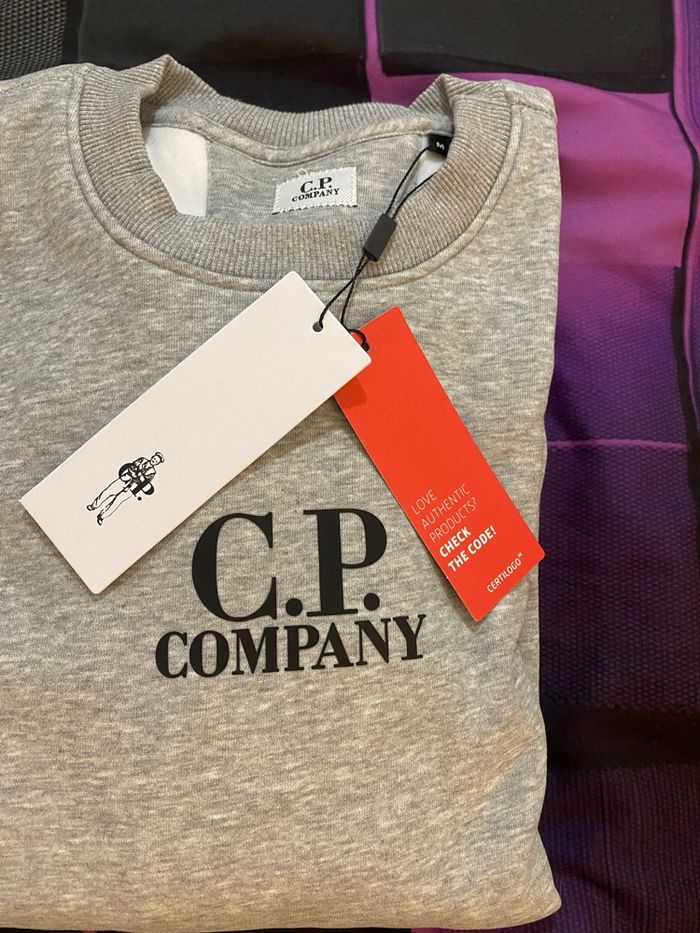 C.P.
COMPANY
M
LOVE
AUTHENTIC
PRODUCTS?
CHECK
THE CODE!
CERTILOGO
C.P.
COMPANY